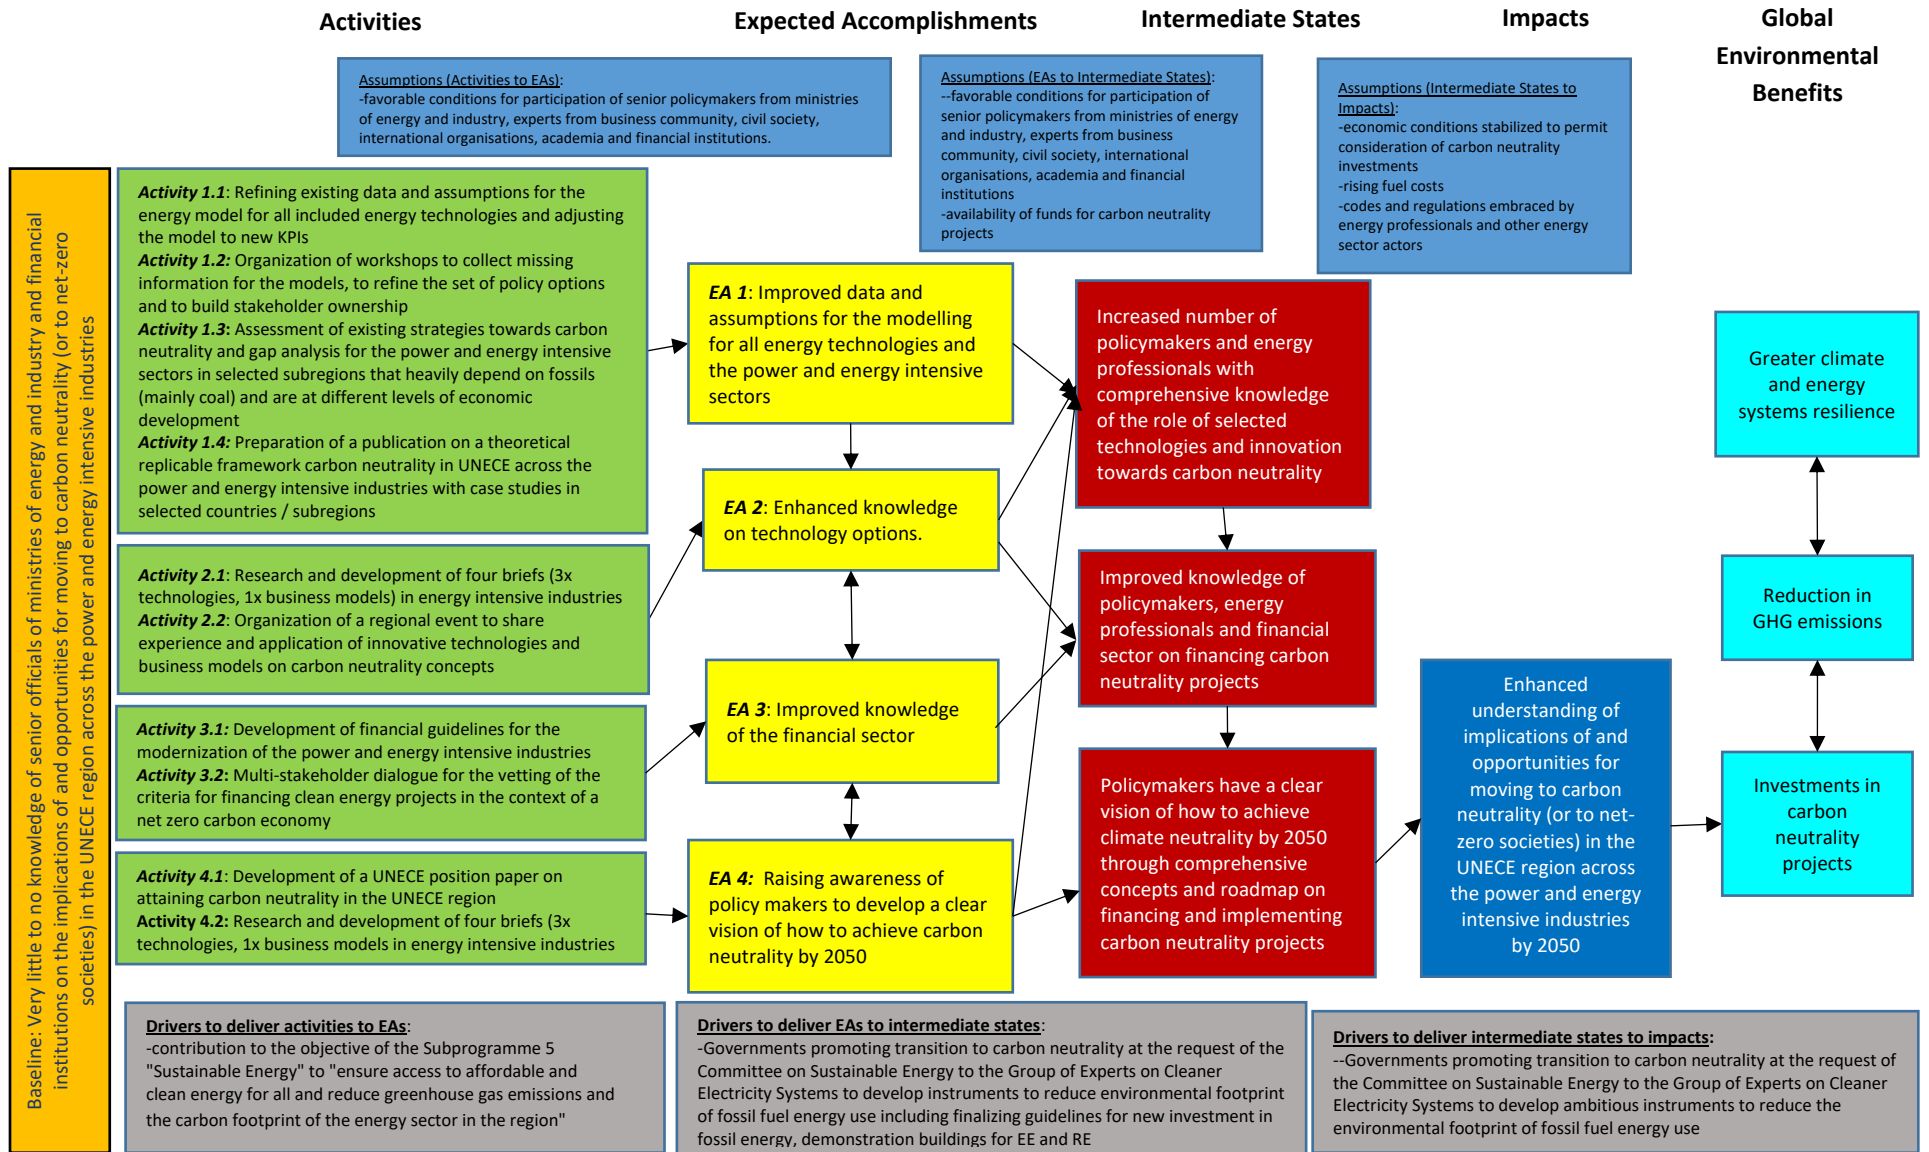 Activities
Expected Accomplishments
Intermediate States
Impacts
Global
Environmental
Benefits
Assumptions (Activities to EAs):
-favorable conditions for participation of senior policymakers from ministries
of energy and industry, experts from business community, civil society,
international organisations, academia and financial institutions.
Assumptions (EAs to Intermediate States):
--favorable conditions for participation of
senior policymakers from ministries of energy
and industry, experts from business
community, civil society, international
organisations, academia and financial
institutions
-availability of funds for carbon neutrality
projects
Assumptions (Intermediate States to
Impacts):
-economic conditions stabilized to permit
consideration of carbon neutrality
investments
-rising fuel costs
-codes and regulations embraced by
energy professionals and other energy
sector actors
Baseline: Very little to no knowledge of senior officials of ministries of energy and industry and financial
institutions on the implications of and opportunities for moving to carbon neutrality (or to net-zero
societies) in the UNECE region across the power and energy intensive industries
Activity 1.1: Refining existing data and assumptions for the
energy model for all included energy technologies and adjusting
the model to new KPIs
Activity 1.2: Organization of workshops to collect missing
information for the models, to refine the set of policy options
and to build stakeholder ownership
Activity 1.3: Assessment of existing strategies towards carbon
neutrality and gap analysis for the power and energy intensive
sectors in selected subregions that heavily depend on fossils
(mainly coal) and are at different levels of economic
development
Activity 1.4: Preparation of a publication on a theoretical
replicable framework carbon neutrality in UNECE across the
power and energy intensive industries with case studies in
selected countries / subregions
Activity 2.1: Research and development of four briefs (3x
technologies, 1x business models) in energy intensive industries
Activity 2.2: Organization of a regional event to share
experience and application of innovative technologies and
business models on carbon neutrality concepts
Activity 3.1: Development of financial guidelines for the
modernization of the power and energy intensive industries
Activity 3.2: Multi-stakeholder dialogue for the vetting of the
criteria for financing clean energy projects in the context of a
net zero carbon economy
Activity 4.1: Development of a UNECE position paper on
attaining carbon neutrality in the UNECE region
Activity 4.2: Research and development of four briefs (3x
technologies, 1x business models in energy intensive industries
EA 1: Improved data and
assumptions for the modelling
for all energy technologies and
the power and energy intensive
sectors
EA 2: Enhanced knowledge
on technology options.
EA 3: Improved knowledge
of the financial sector
EA 4: Raising awareness of
policy makers to develop a clear
vision of how to achieve carbon
neutrality by 2050
Increased number of
policymakers and energy
professionals with
comprehensive knowledge
of the role of selected
technologies and innovation
towards carbon neutrality
Improved knowledge of
policymakers, energy
professionals and financial
sector on financing carbon
neutrality projects
Policymakers have a clear
vision of how to achieve
climate neutrality by 2050
through comprehensive
concepts and roadmap on
financing and implementing
carbon neutrality projects
Enhanced
understanding of
implications of and
opportunities for
moving to carbon
neutrality (or to net-
zero societies) in the
UNECE region across
the power and energy
intensive industries
by 2050
Greater climate
and energy
systems resilience
Reduction in
GHG emissions
Investments in
carbon
neutrality
projects
Drivers to deliver activities to EAs:
-contribution to the objective of the Subprogramme 5
"Sustainable Energy" to "ensure access to affordable and
clean energy for all and reduce greenhouse gas emissions and
the carbon footprint of the energy sector in the region"
Drivers to deliver EAs to intermediate states:
-Governments promoting transition to carbon neutrality at the request of the
Committee on Sustainable Energy to the Group of Experts on Cleaner
Electricity Systems to develop instruments to reduce environmental footprint
of fossil fuel energy use including finalizing guidelines for new investment in
fossil energy, demonstration buildings for EE and RE
Drivers to deliver intermediate states to impacts:
--Governments promoting transition to carbon neutrality at the request of
the Committee on Sustainable Energy to the Group of Experts on Cleaner
Electricity Systems to develop ambitious instruments to reduce the
environmental footprint of fossil fuel energy use